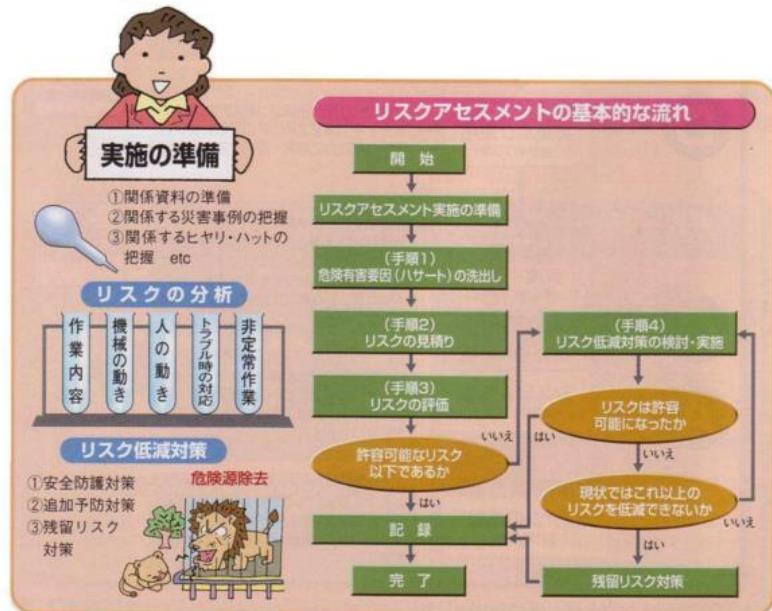 実施の準備
①関係資料の準備
②関係する災害事例の把握
③関係するヒヤリ・ハットの
把握 etc
リスクの分析
作業内容
機械の動き
人の動き
トラブル時の対応
非定常作業
リスク低減対策
①安全防護対策
②追加予防対策
③残留リスク
対策
危険源除去
リスクアセスメントの基本的な流れ
開 始
リスクアセスメント実施の準備
(手順1)
危険有害要因(ハザード)の洗出し
(手順2)
リスクの見積り
(手順3)
リスクの評価
許容可能なリスク
以下であるか
いいえ
はい
記 録
完 了
(手順4)
リスク低減対策の検討・実施
リスクは許容
可能になったか
はい
いいえ
現状ではこれ以上の
リスクを低減できないか
いいえ
はい
残留リスク対策